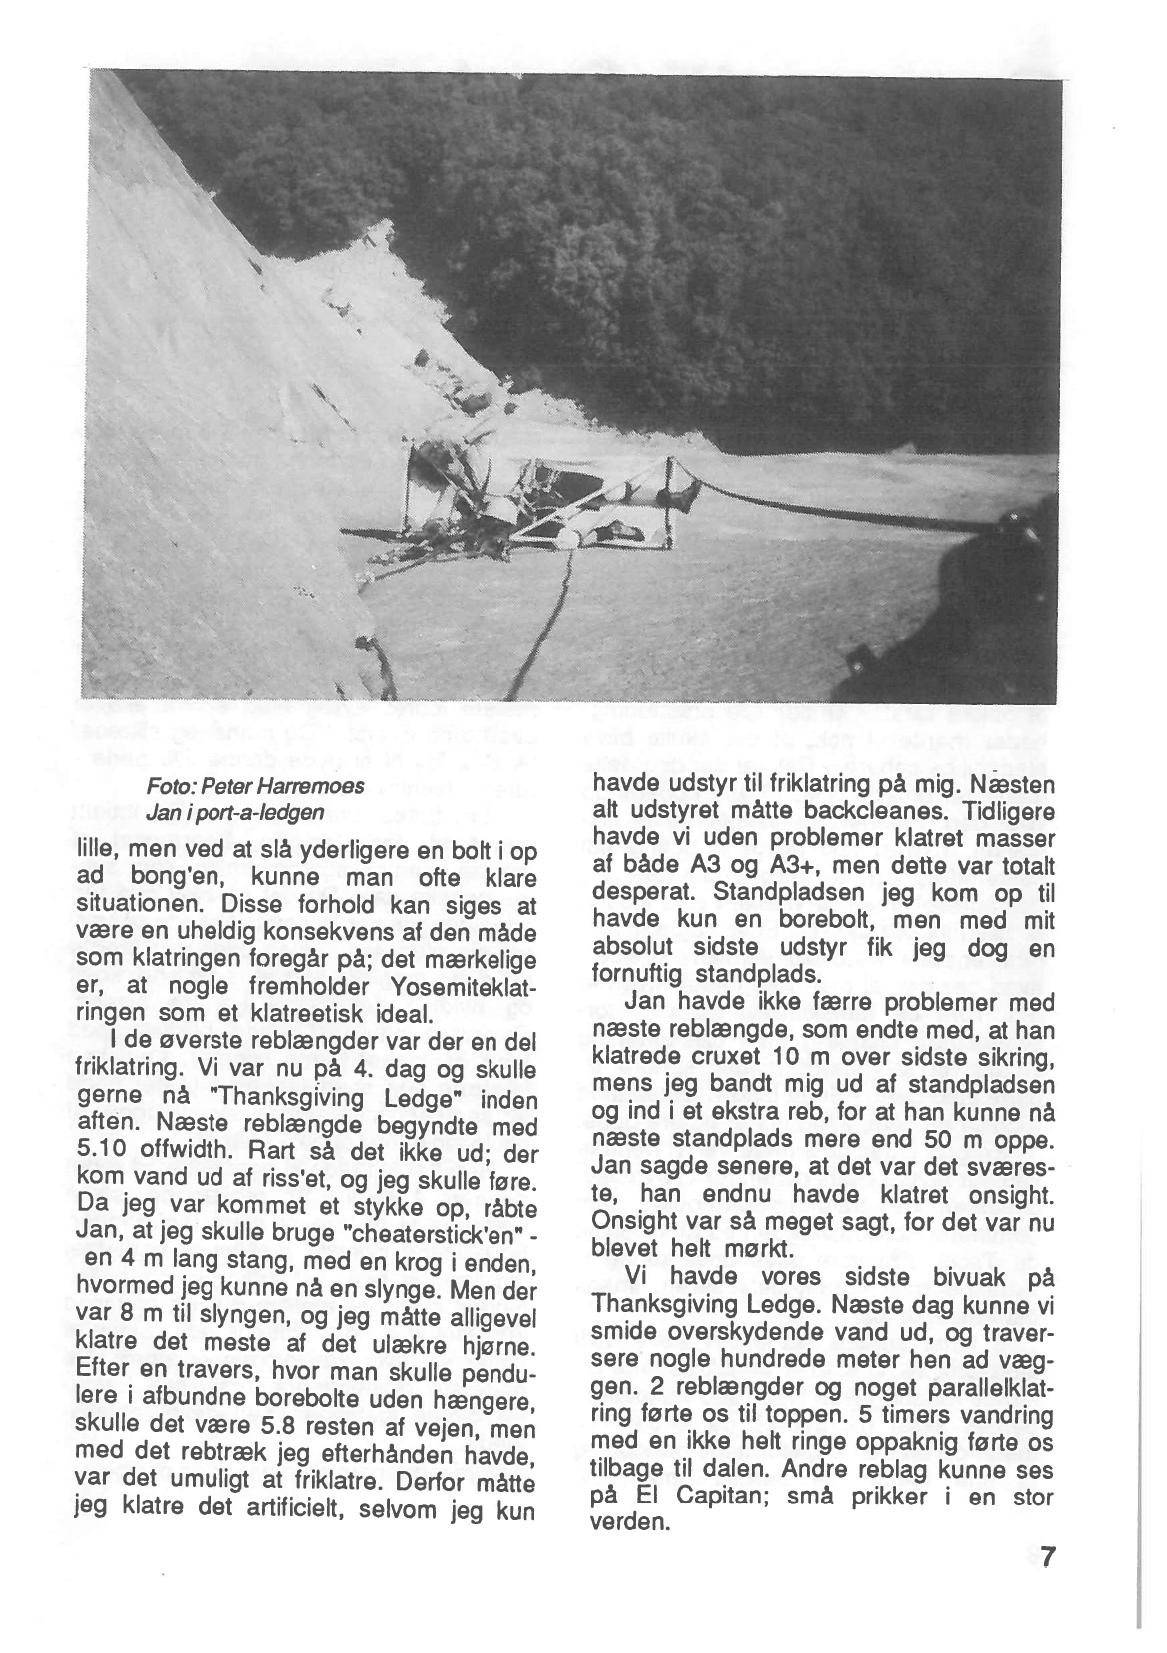 Foto: Peter Harremoes
Jan i port-a-ledgen
lille, men ved at slå yderligere en bolt i op
ad bong'en, kunne man ofte klare
situationen. Disse forhold kan siges at
være en uheldig konsekvens af den måde
som klatringen foregår på; det mærkelige
er, at nogle fremholder Yosemiteklat-
ringen som et klatreetisk ideal.
I de øverste reblængder var der en del
friklatring. Vi var nu på 4. dag og skulle
gerne nå "Thanksgiving Ledge" inden
aften. Næste reblængde begyndte med
5.10 offwidth. Rart så det ikke ud; der
kom vand ud af riss'et, og jeg skulle føre.
Da jeg var kommet et stykke op, råbte
Jan, at jeg skulle bruge "cheaterstick'en" -
en 4 m lang stang, med en krog i enden,
hvormed jeg kunne nå en slynge. Men der
var 8 m til slyngen, og jeg måtte alligevel
klatre det meste af det ulækre hjørne.
Efter en travers, hvor man skulle pendu-
lere i afbundne borebolte uden hængere,
skulle det være 5.8 resten af vejen, men
med det rebtræk jeg efterhånden havde,
var det umuligt at friklatre. Derfor måtte
jeg klatre det artificielt, selvom jeg kun
havde udstyr til friklatring på mig. Næsten
alt udstyret måtte backcleanes. Tidligere
havde vi uden problemer klatret masser
af både A3 og A3+, men dette var totalt
desperat. Standpladsen jeg kom op til
havde kun en borebolt, men med mit
absolut sidste udstyr fik jeg dog en
fornuftig standplads.
Jan havde ikke færre problemer med
næste reblængde, som endte med, at han
klatrede cruxet 10 m over sidste sikring,
mens jeg bandt mig ud af standpladsen
og ind i et ekstra reb, for at han kunne nå
næste standplads mere end 50 m oppe.
Jan sagde senere, at det var det sværes-
te, han endnu havde klatret onsight.
Onsight var så meget sagt, for det var nu
blevet helt mørkt.
Vi havde vores sidste bivuak på
Thanksgiving Ledge. Næste dag kunne vi
smide overskydende vand ud, og traver-
sere nogle hundrede meter hen ad væg-
gen. 2 reblængder og noget parallelklat-
ring førte os til toppen. 5 timers vandring
med en ikke helt ringe oppaknig førte os
tilbage til dalen. Andre reblag kunne ses
på El Capitan; små prikker i en stor
verden.
7